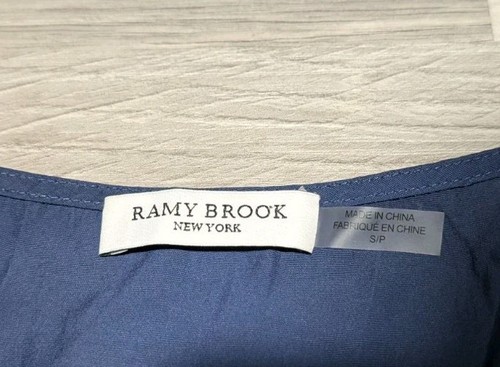 RAMY BROOK
NEW YORK
MADE IN CHINA
FABRIQUÉ EN CHINE
S/P